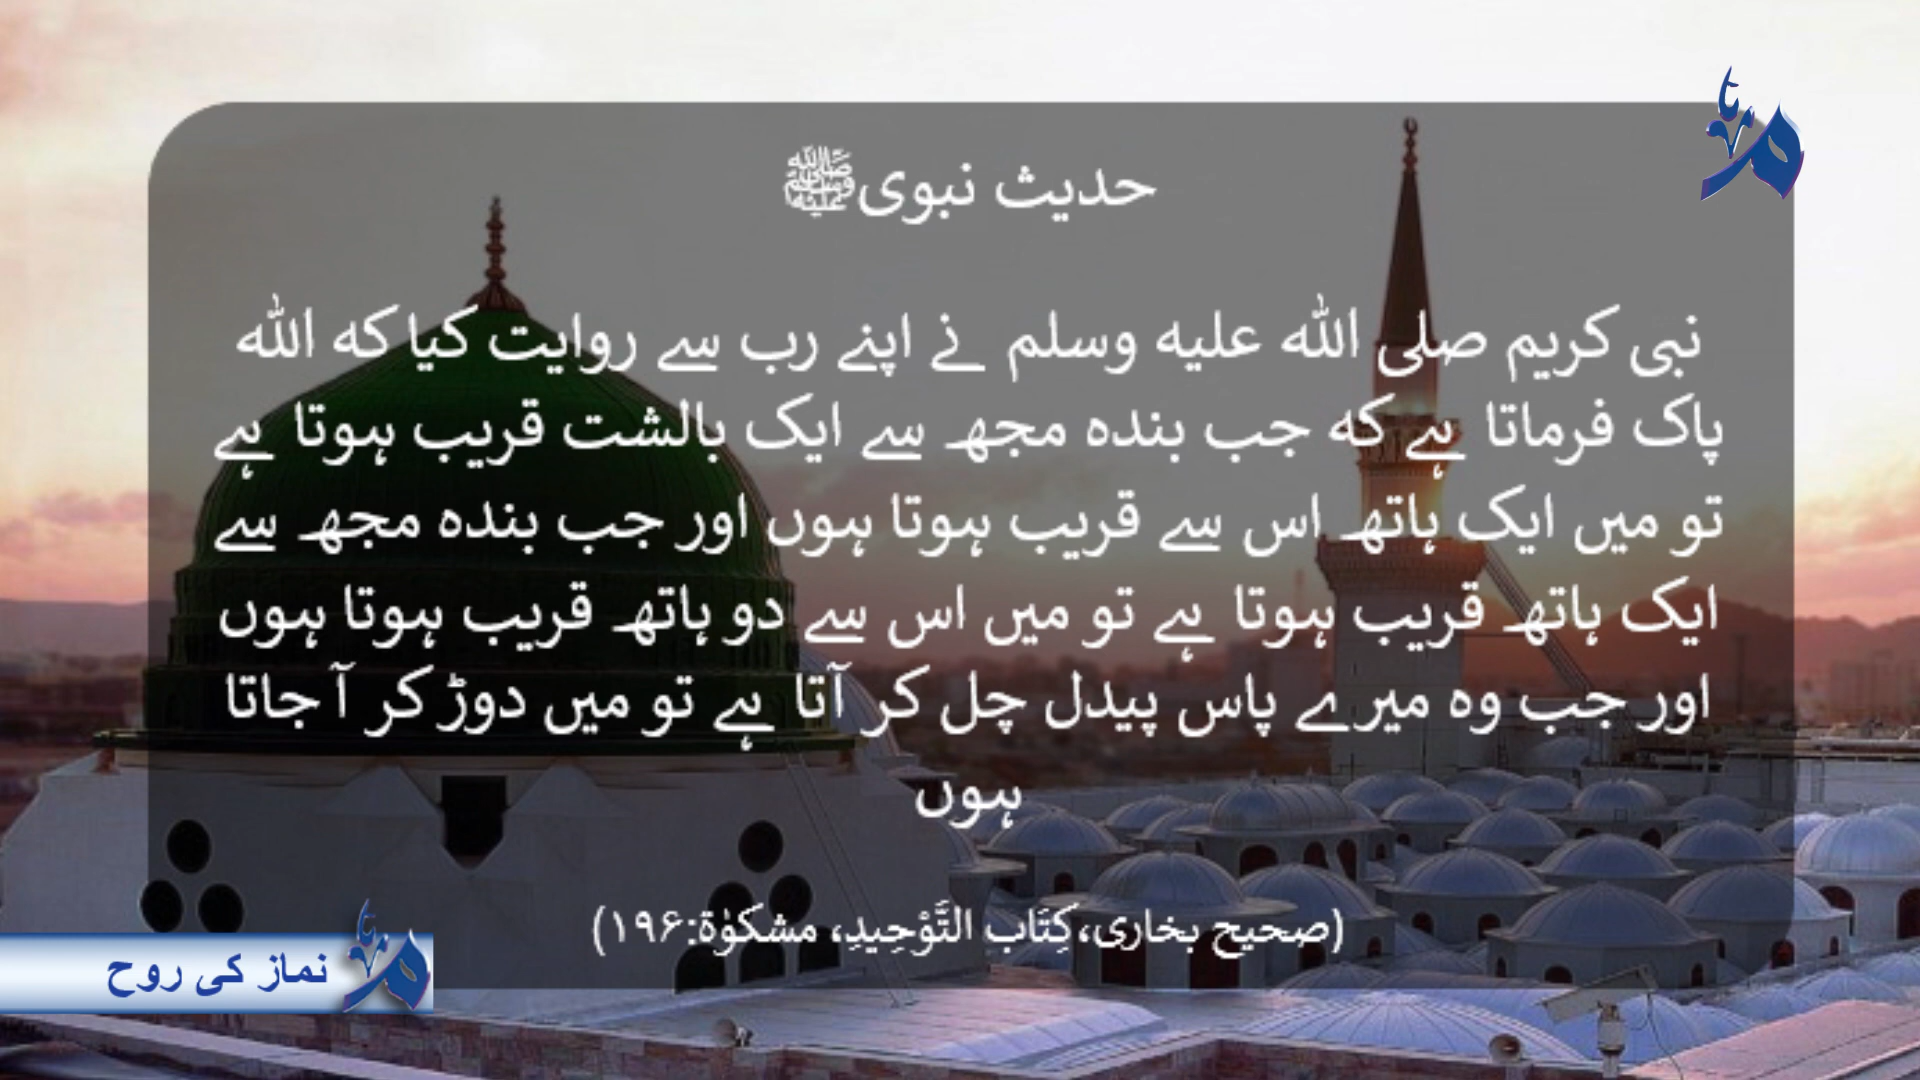 حدیث نبویﷺ
نبی کریم صلی اللہ علیہ وسلم نے اپنے رب سے روایت کیا کہ اللہ
پاک فرماتا ہے کہ جب بندہ مجھ سے ایک بالشت قریب ہوتا ہے
تو میں ایک ہاتھ اس سے قریب ہوتا ہوں اور جب بندہ مجھ سے
ایک ہاتھ قریب ہوتا ہے تو میں اس سے دو ہاتھ قریب ہوتا ہوں
اور جب وہ میرے پاس پیدل چل کر آتا ہے تو میں دوڑ کر آ جاتا
ہوں
(صحیح بخاری،کِتَاب التَّوْحِیدِ، مشکوٰۃ:۱۹۶)
نماز کی روح